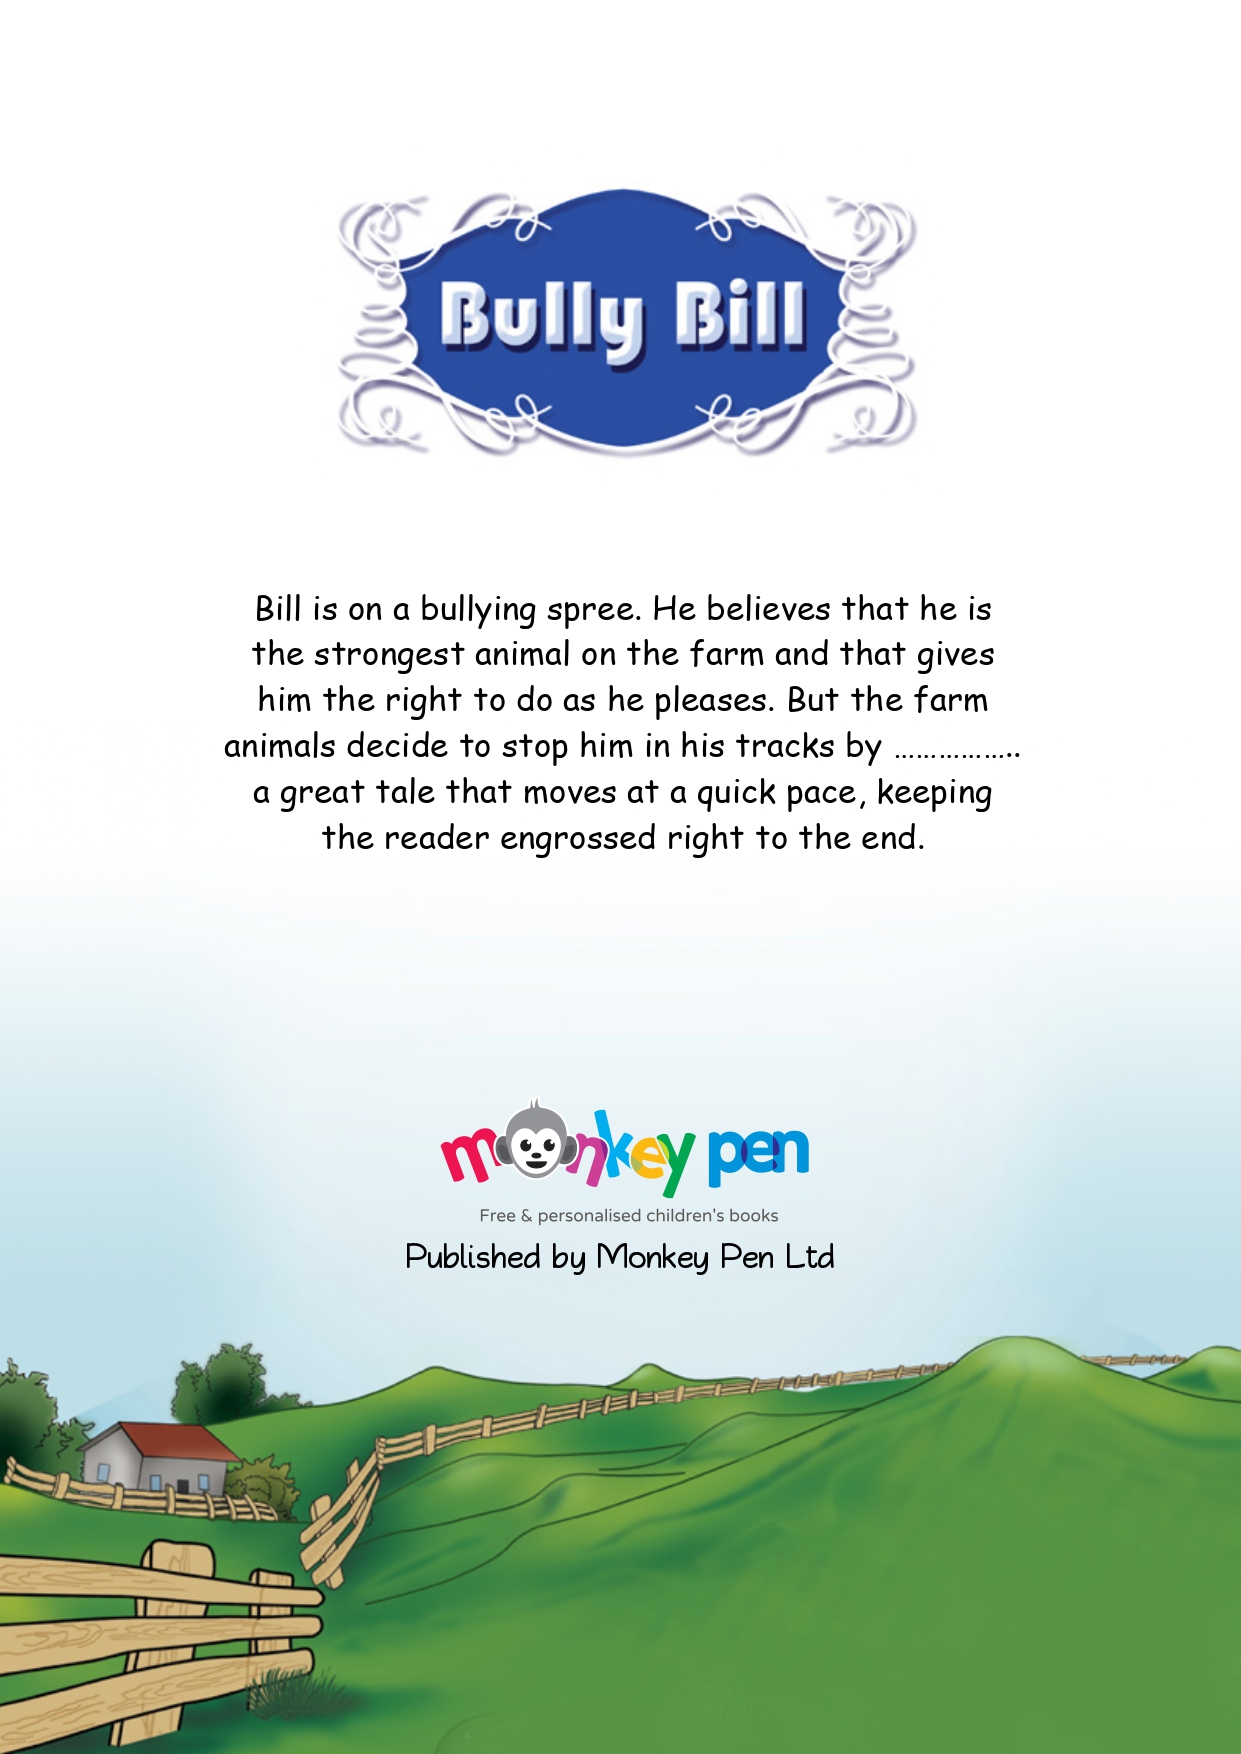 Bully Bill
Bill is on a bullying spree. He believes that he is
the strongest animal on the farm and that gives
him the right to do as he pleases. But the farm
animals decide to stop him in his tracks by ……………..
a great tale that moves at a quick pace, keeping
the reader engrossed right to the end.
monkey pen
Free & personalised children's books
Published by Monkey Pen Ltd